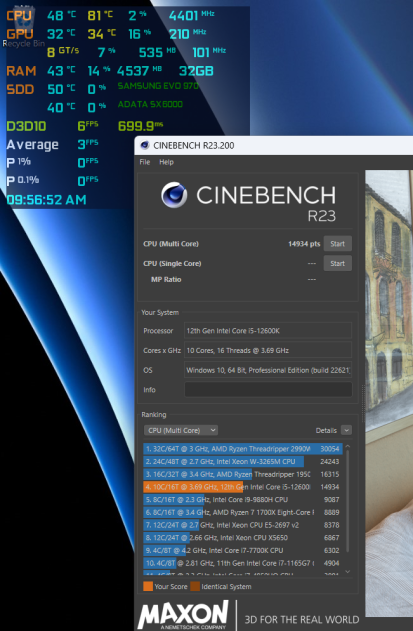 CPU 48 °C 81 °C 2 % 4401 MHz
Recycle Bin
GPU 32 °C 34 °C 16 % 210 MHz
8 GT/s 7 % 535 MB 101 MHz
RAM 43 °C 14 % 4537 MB 32GB
SDD 50 °C 0 % SAMSUNG EVO 970
40 °C 0 % ADATA SX6000
D3D10 6 FPS 699.9 ms
Average 3 FPS
P 1% 0 FPS
P 0.1% 0 FPS
09:56:52 AM
CINEBENCH R23.200
File Help
CINEBENCH
R23
CPU (Multi Core) 14934 pts Start
CPU (Single Core) --- Start
MP Ratio ---
Your System
Processor 12th Gen Intel Core i5-12600K
Cores x GHz 10 Cores, 16 Threads @ 3.69 GHz
OS Windows 10, 64 Bit, Professional Edition (build 22621)
Info
Ranking
CPU (Multi Core) Details
1. 32C/64T @ 3 GHz, AMD Ryzen Threadripper 2990W 30054
2. 24C/48T @ 2.7 GHz, Intel Xeon W-3265M CPU 24243
3. 16C/32T @ 3.4 GHz, AMD Ryzen Threadripper 1950 16315
4. 10C/16T @ 3.69 GHz, 12th Gen Intel Core i5-12600 14934
5. 8C/16T @ 2.3 GHz, Intel Core i9-9880H CPU 9087
6. 8C/16T @ 3.4 GHz, AMD Ryzen 7 1700X Eight-Core 8889
7. 12C/24T @ 2.7 GHz, Intel Xeon CPU E5-2697 v2 8378
8. 12C/24T @ 2.66 GHz, Intel Xeon CPU X5650 6867
9. 4C/8T @ 4.2 GHz, Intel Core i7-7700K CPU 6302
10. 4C/8T @ 2.81 GHz, 11th Gen Intel Core i7-1165G7 4904
Your Score Identical System
MAXON
A NEMETSCHEK COMPANY
3D FOR THE REAL WORLD